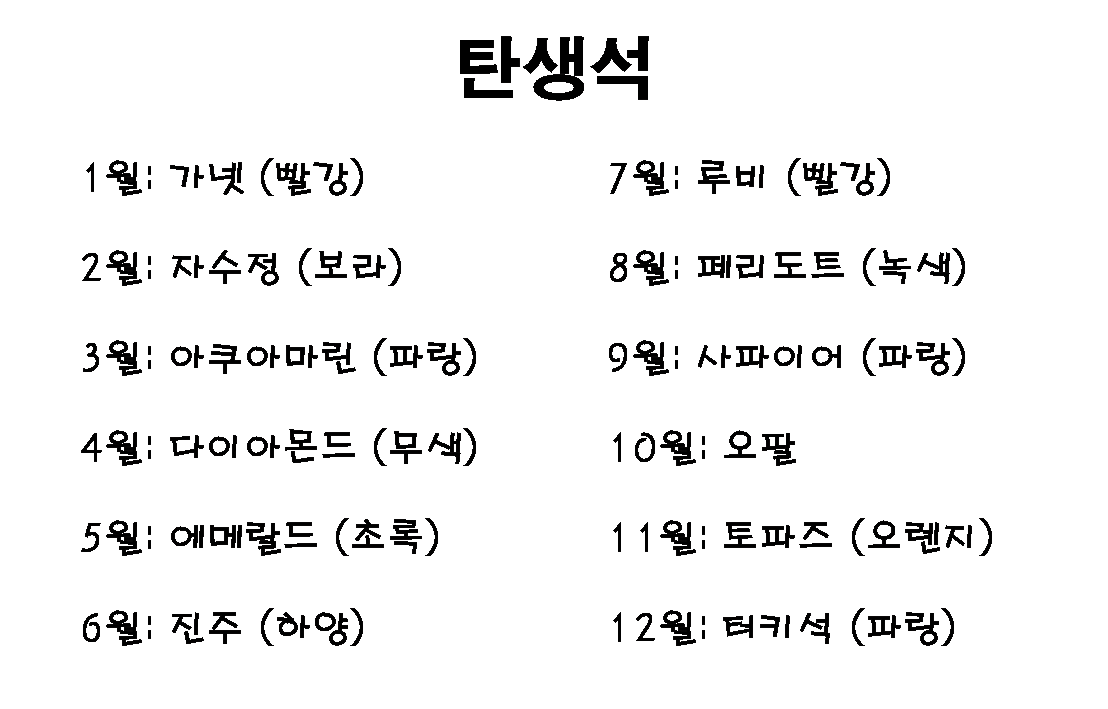 탄생석
1월: 가넷 (빨강)
2월: 자수정 (보라)
3월: 아쿠아마린 (파랑)
4월: 다이아몬드 (무색)
5월: 에메랄드 (초록)
6월: 진주 (하양)
7월: 루비 (빨강)
8월: 페리도트 (녹색)
9월: 사파이어 (파랑)
10월: 오팔
11월: 토파즈 (오렌지)
12월: 터키석 (파랑)